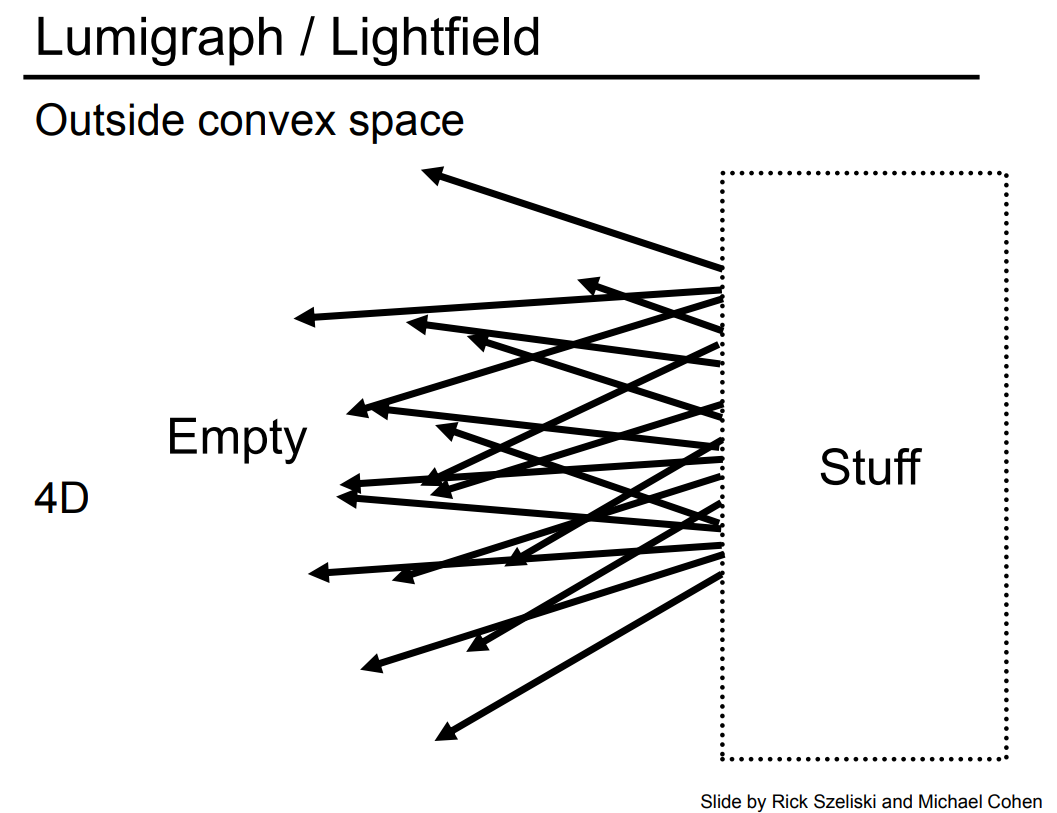 Lumigraph / Lightfield
Outside convex space
Empty
Stuff
4D
Slide by Rick Szeliski and Michael Cohen